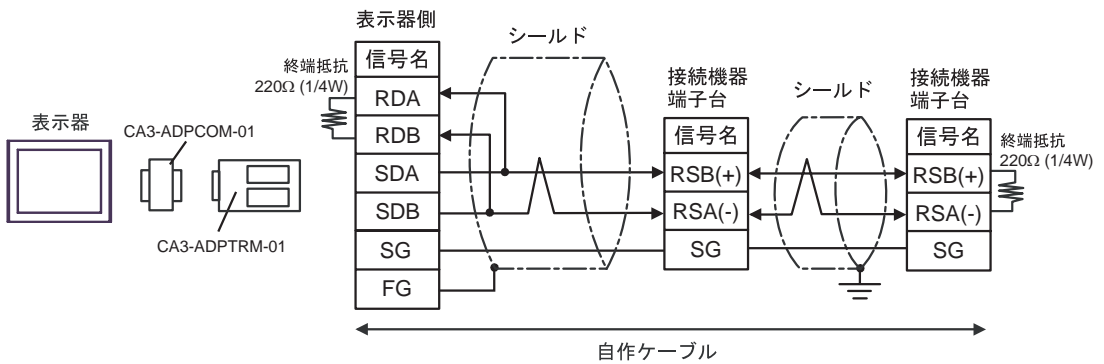 表示器
CA3-ADPCOM-01
CA3-ADPTRM-01
終端抵抗
220Ω (1/4W)
表示器側
信号名
RDA
RDB
SDA
SDB
SG
FG
シールド
接続機器
端子台
信号名
RSB(+)
RSA(-)
SG
シールド
接続機器
端子台
信号名
RSB(+)
RSA(-)
SG
終端抵抗
220Ω (1/4W)
自作ケーブル